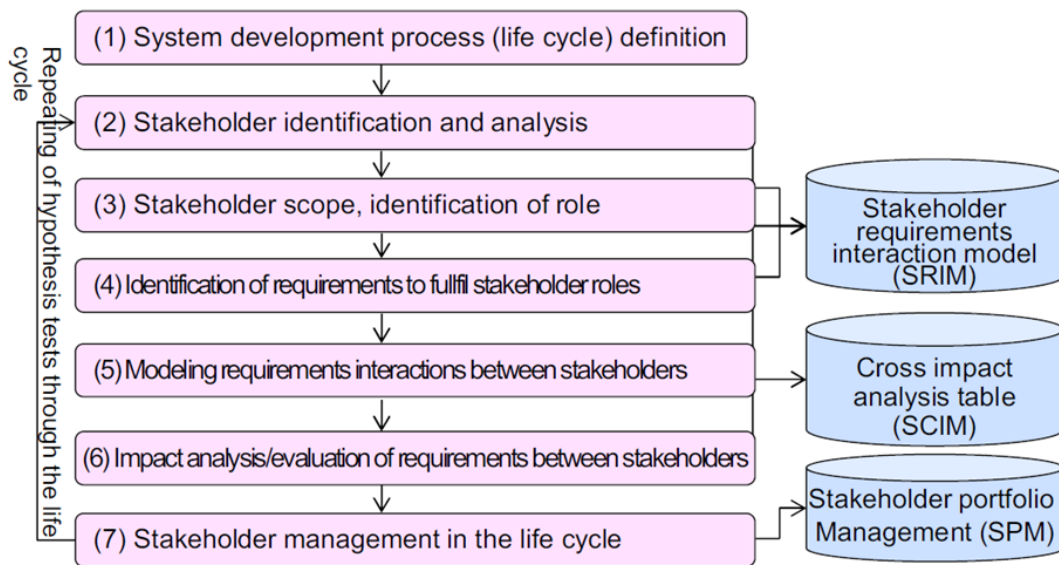 (1) System development process (life cycle) definition
Repeating of hypothesis tests through the life
cycle
(2) Stakeholder identification and analysis
(3) Stakeholder scope, identification of role
(4) Identification of requirements to fullfil stakeholder roles
(5) Modeling requirements interactions between stakeholders
(6) Impact analysis/evaluation of requirements between stakeholders
(7) Stakeholder management in the life cycle
Stakeholder
requirements
interaction model
(SRIM)
Cross impact
analysis table
(SCIM)
Stakeholder portfolio
Management (SPM)